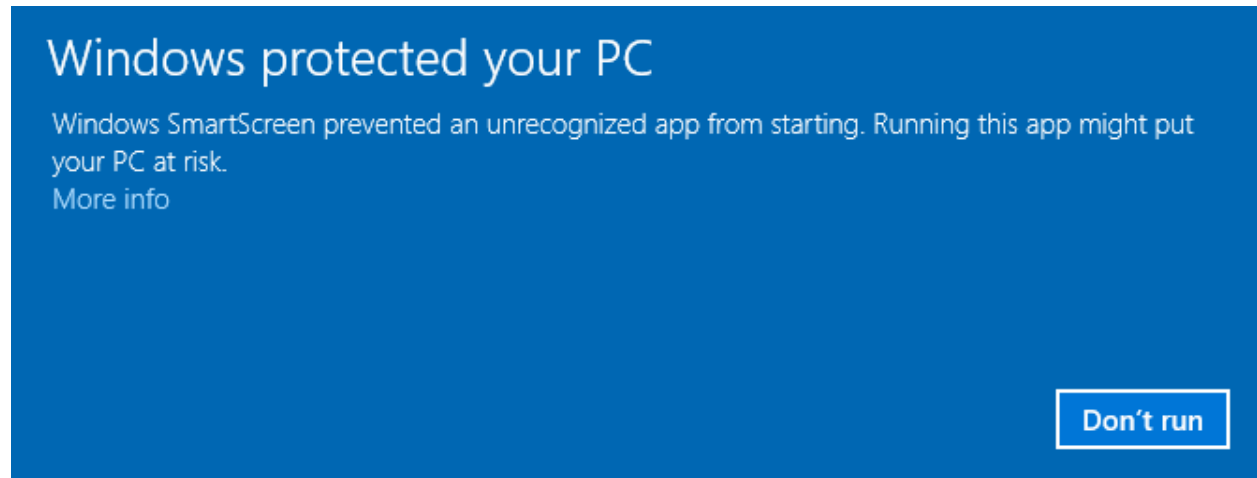 Windows protected your PC
Windows SmartScreen prevented an unrecognized app from starting. Running this app might put
your PC at risk.
More info
Don't run